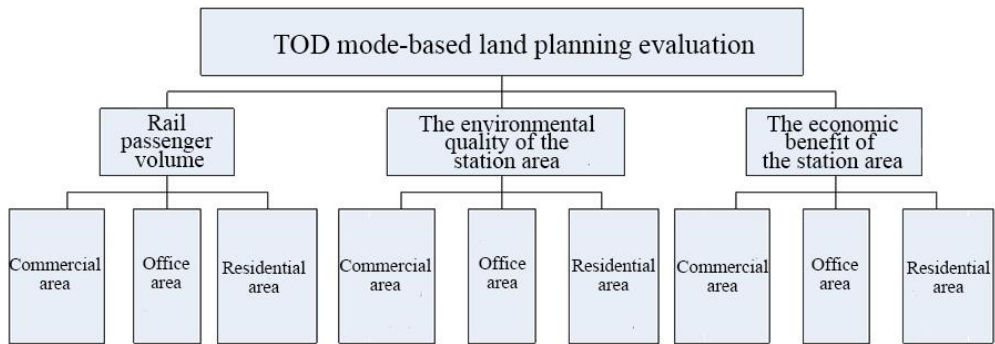 TOD mode-based land planning evaluation
Rail
passenger
volume
The environmental
quality of the
station area
The economic
benefit of
the station area
Commercial
area
Office
area
Residential
area
Commercial
area
Office
area
Residential
area
Commercial
area
Office
area
Residential
area